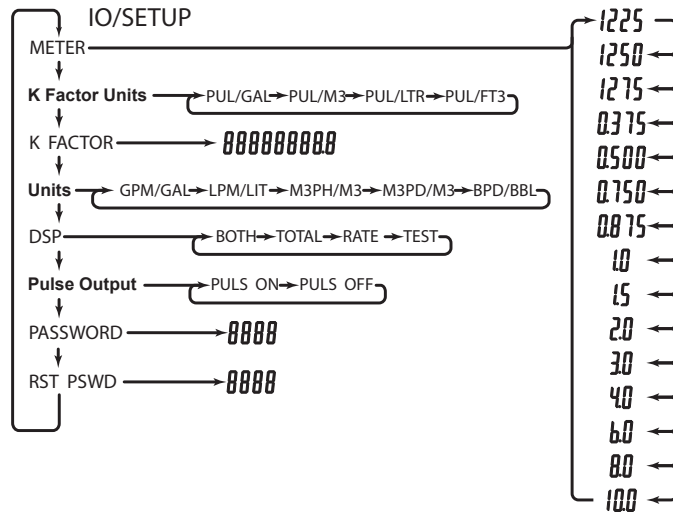 IO/SETUP
METER
K Factor Units
PUL/GAL PUL/M3 PUL/LTR PUL/FT3
K FACTOR
88888888.8
Units
GPM/GAL LPM/LIT M3PH/M3 M3PD/M3 BPD/BBL
DSP
BOTH TOTAL RATE TEST
Pulse Output
PULS ON PULS OFF
PASSWORD
8888
RST PSWD
8888
1225
1250
1275
0.375
0.500
0.750
0.875
1.0
1.5
2.0
3.0
4.0
6.0
8.0
10.0